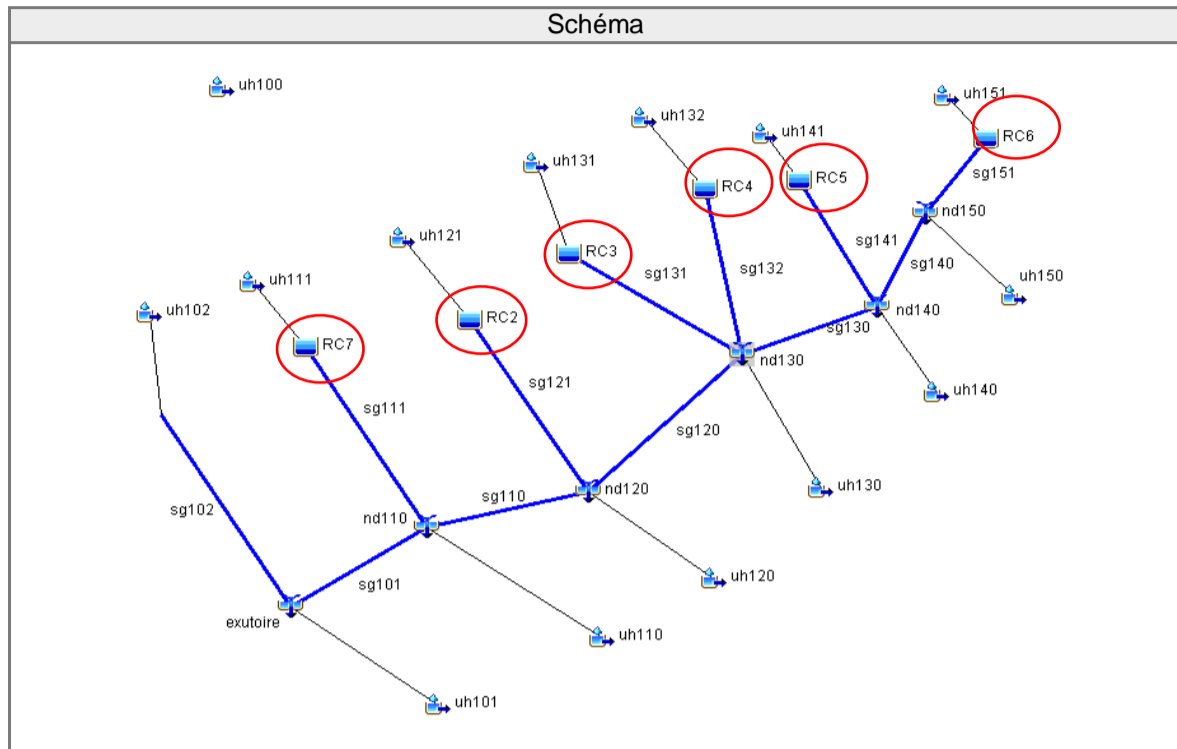 Schéma
uh100
uh151
uh132
uh141
RC6
uh131
sg151
RC4
RC5
nd150
uh121
sg141
RC3
sg140
sg131
sg132
uh150
uh111
uh102
nd140
RC2
sg130
RC7
nd130
sg121
uh140
sg111
sg120
uh130
nd120
sg110
sg102
nd110
uh120
sg101
exutoire
uh110
uh101